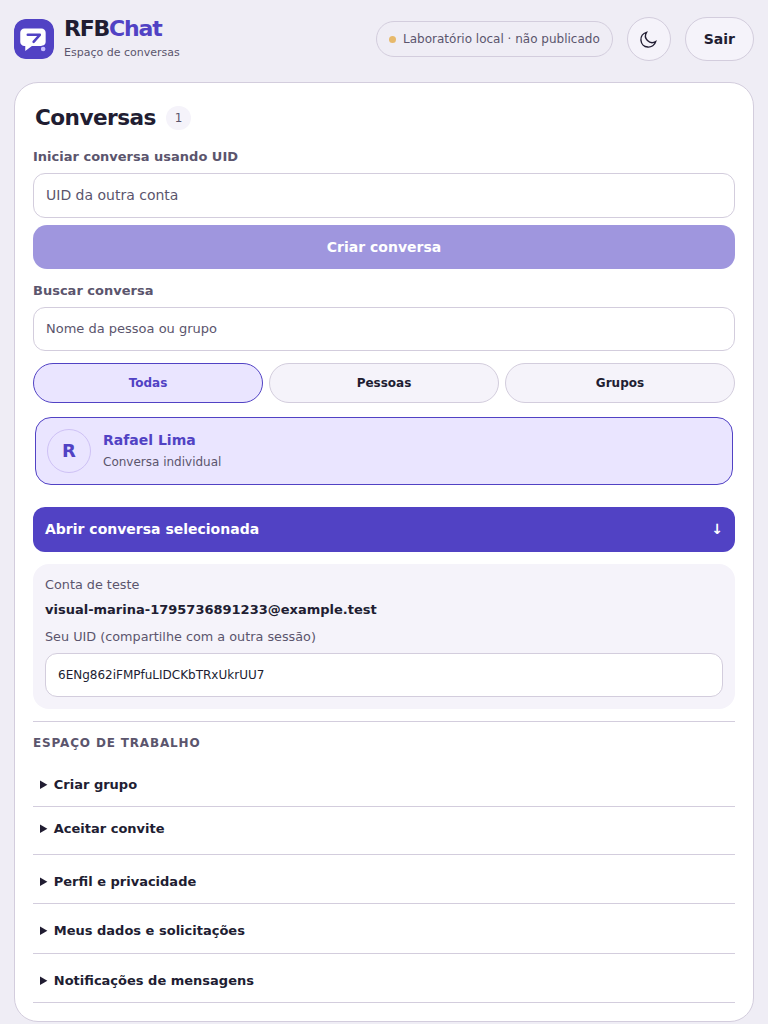 RFBChat
Espaço de conversas
Laboratório local · não publicado
Sair
Conversas 1
Iniciar conversa usando UID
UID da outra conta
Criar conversa
Buscar conversa
Nome da pessoa ou grupo
Todas
Pessoas
Grupos
R
Rafael Lima
Conversa individual
Abrir conversa selecionada ↓
Conta de teste
visual-marina-1795736891233@example.test
Seu UID (compartilhe com a outra sessão)
6ENg862iFMPfuLIDCKbTRxUkrUU7
ESPAÇO DE TRABALHO
Criar grupo
Aceitar convite
Perfil e privacidade
Meus dados e solicitações
Notificações de mensagens